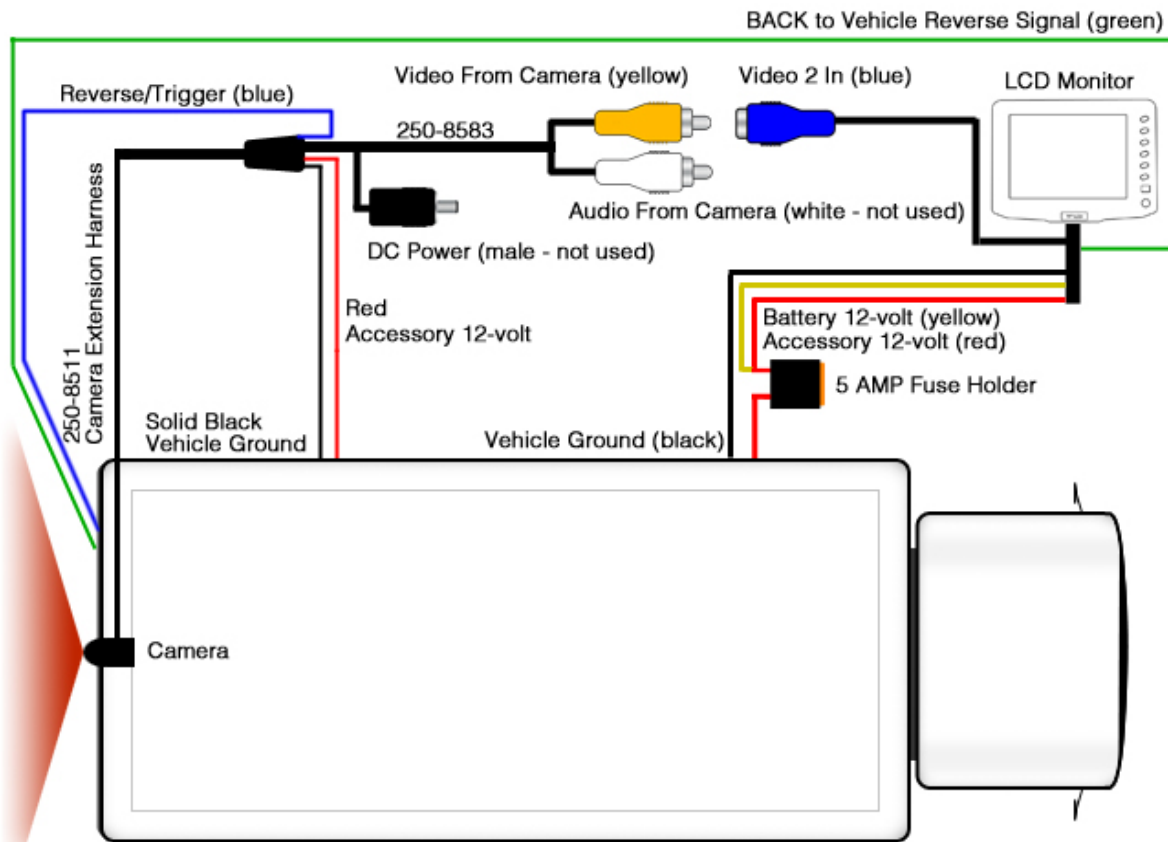 BACK to Vehicle Reverse Signal (green)
Video From Camera (yellow)
Video 2 In (blue)
LCD Monitor
Reverse/Trigger (blue)
250-8583
Audio From Camera (white - not used)
DC Power (male - not used)
250-8511
Camera Extension Harness
Red
Accessory 12-volt
Battery 12-volt (yellow)
Accessory 12-volt (red)
5 AMP Fuse Holder
Solid Black
Vehicle Ground
Vehicle Ground (black)
Camera